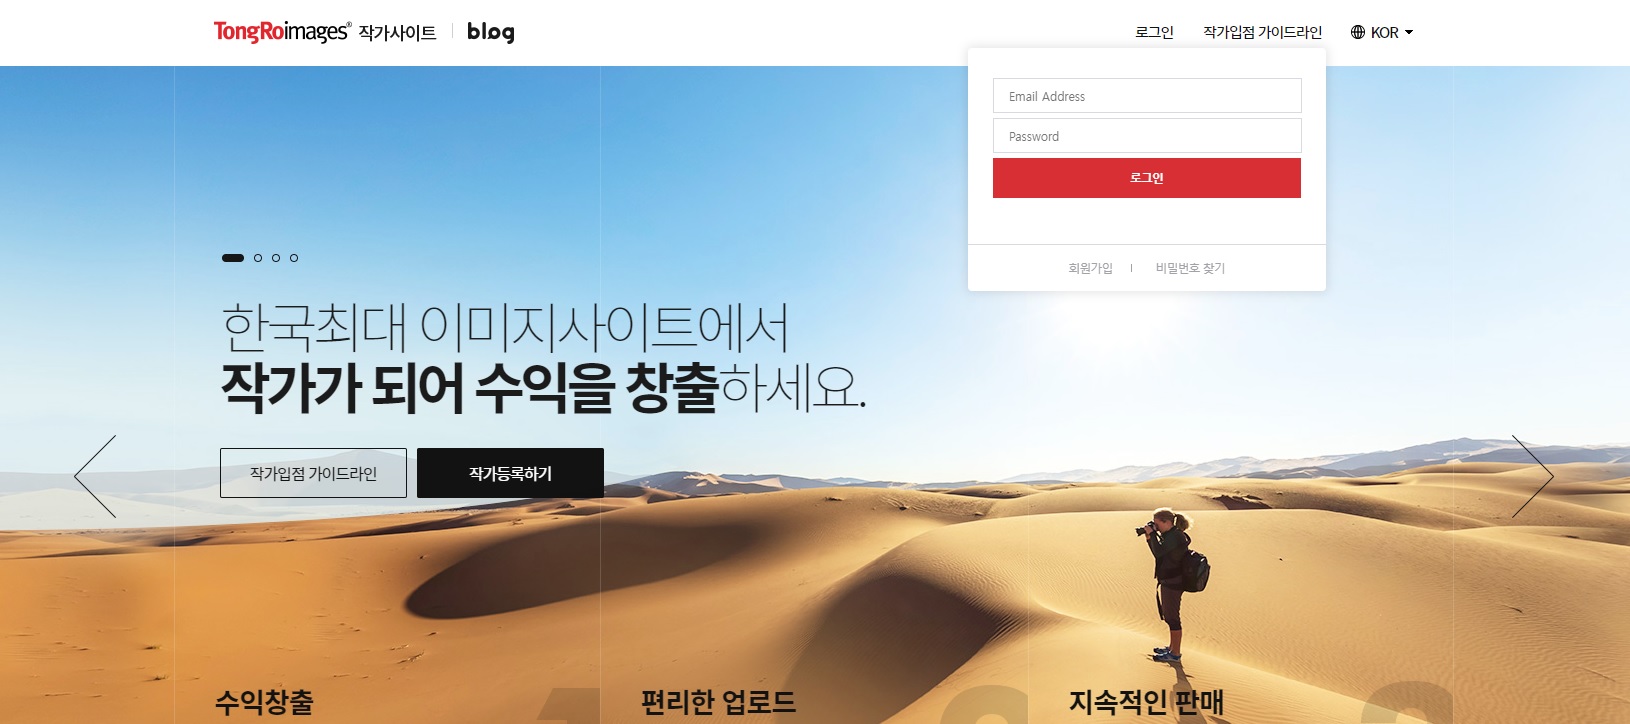 TongRoimages® 작가사이트 blog
로그인 작가입점 가이드라인 KOR
Email Address
Password
로그인
회원가입 비밀번호 찾기
한국최대 이미지사이트에서
작가가 되어 수익을 창출하세요.
작가입점 가이드라인 작가등록하기
수익창출 편리한 업로드 지속적인 판매